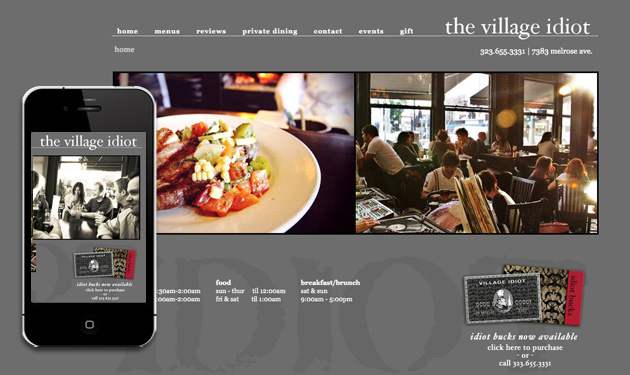 home menus reviews private dining contact events gift
the village idiot
home
323.655.3331 | 7383 melrose ave.
the village idiot
VILLAGE IDIOT
idiot bucks now available
click here to purchase
- or -
call 323.655.3331
:30am-2:00am
:00am-2:00am
food
sun - thur til 12:00am
fri & sat til 1:00am
breakfast/brunch
sat & sun
9:00am - 5:00pm
IDIOT
VILLAGE IDIOT
idiot bucks
idiot bucks now available
click here to purchase
- or -
call 323.655.3331